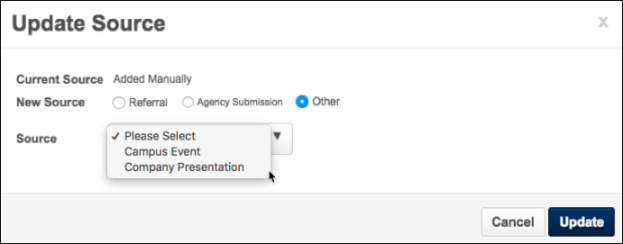 Update Source x
Current Source Added Manually
New Source Referral Agency Submission Other
Source ✓ Please Select
Campus Event
Company Presentation
Cancel Update